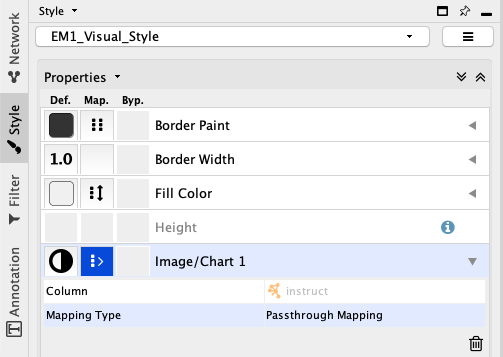 Style
EM1_Visual_Style
Properties
Def. Map. Byp.
Border Paint
1.0 Border Width
Fill Color
Height
Image/Chart 1
Column instruct
Mapping Type Passthrough Mapping
Network
Style
Filter
Annotation